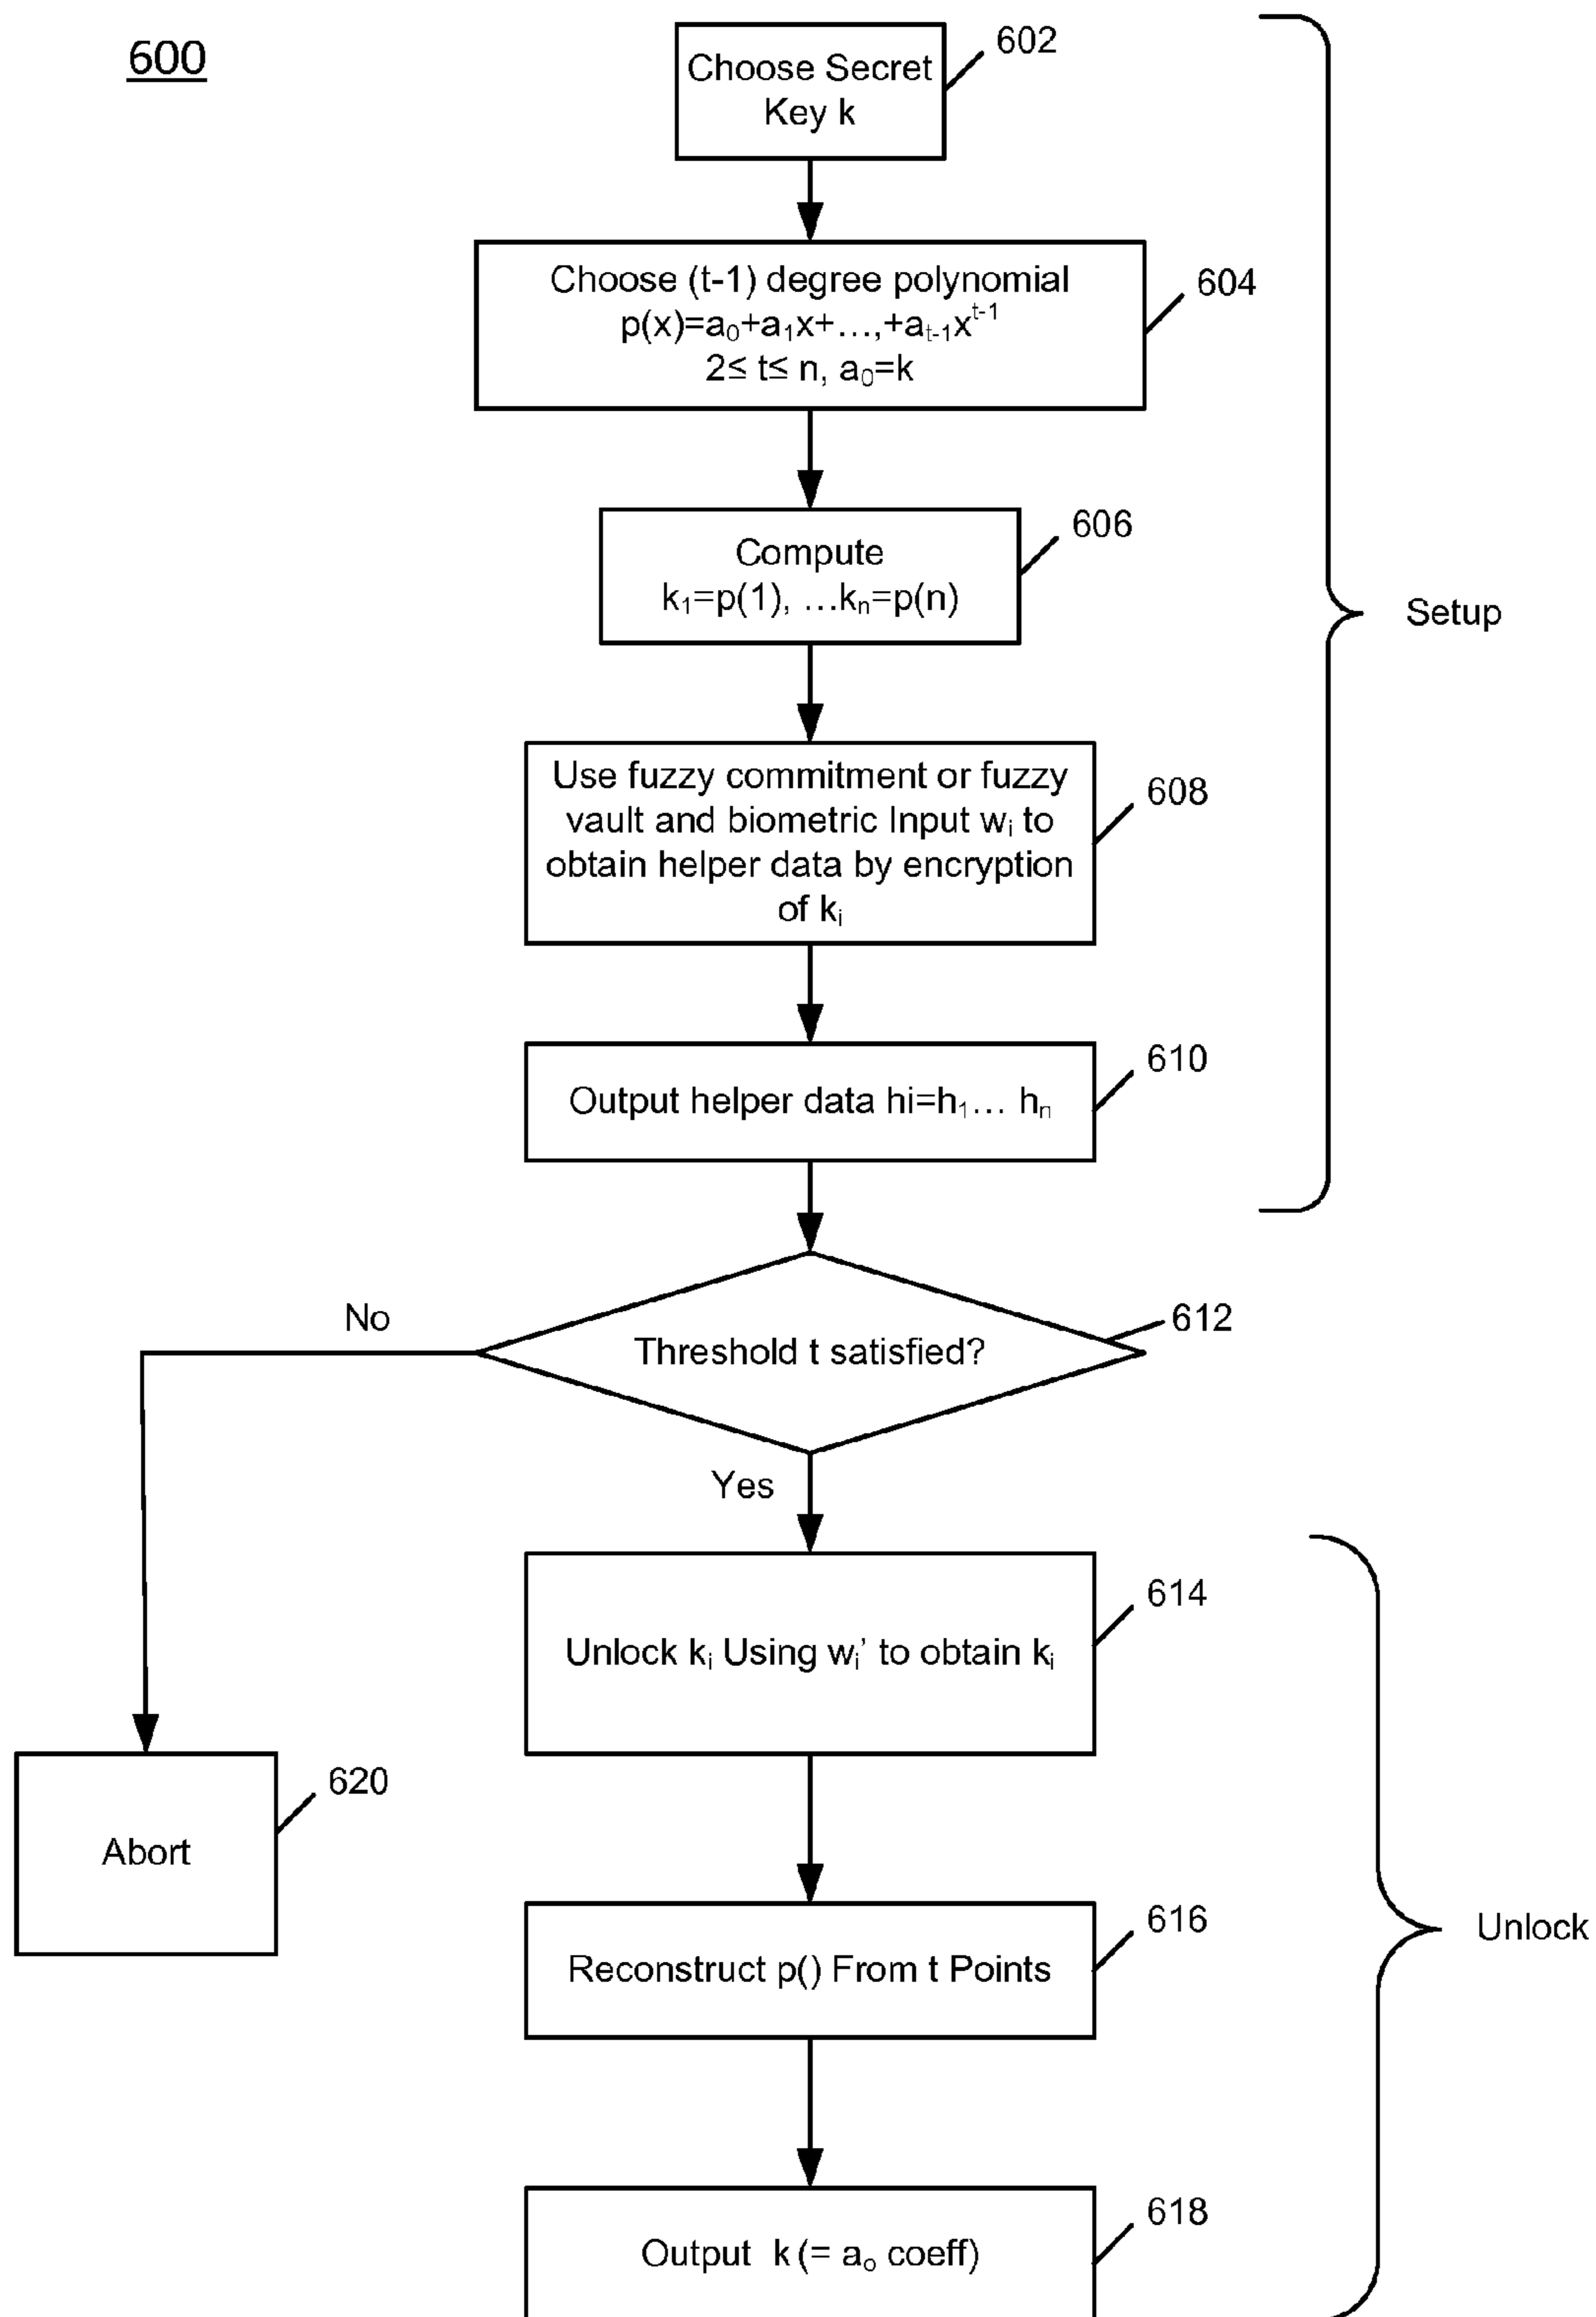 600
602
Choose Secret
Key k
604
Choose (t-1) degree polynomial
p(x)=a₀+a₁x+...,+aₜ₋₁xᵗ⁻¹
2≤ t≤ n, a₀=k
606
Compute
k₁=p(1), ...kₙ=p(n)
Setup
608
Use fuzzy commitment or fuzzy
vault and biometric Input wᵢ to
obtain helper data by encryption
of kᵢ
610
Output helper data hi=h₁... hₙ
No
612
Threshold t satisfied?
Yes
614
Unlock kᵢ Using wᵢ' to obtain kᵢ
620
Abort
616
Reconstruct p() From t Points
Unlock
618
Output k (= aₒ coeff)